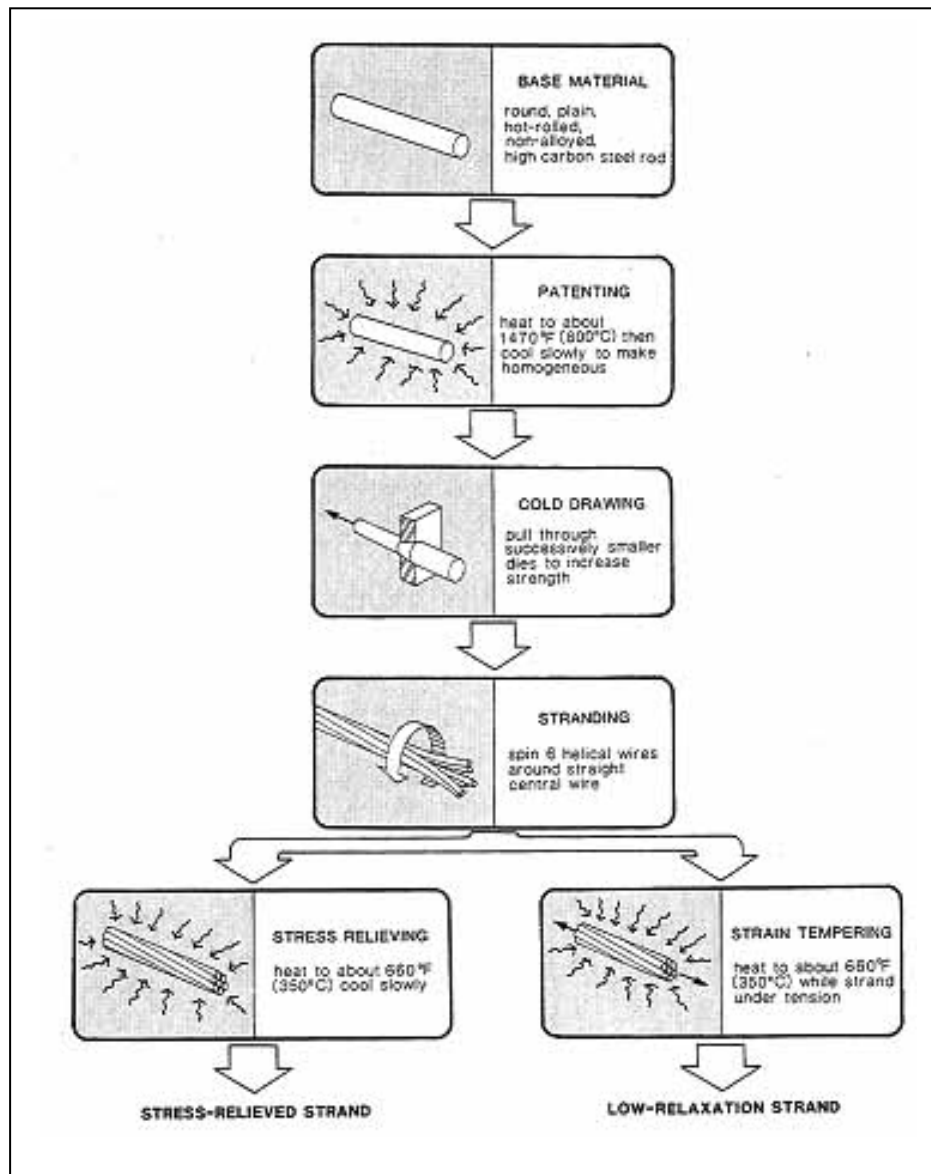 BASE MATERIAL
round, plain,
hot-rolled,
non-alloyed,
high carbon steel rod
PATENTING
heat to about
1470°F (800°C) then
cool slowly to make
homogeneous
COLD DRAWING
pull through
successively smaller
dies to increase
strength
STRANDING
spin 6 helical wires
around straight
central wire
STRESS RELIEVING
heat to about 660°F
(350°C) cool slowly
STRAIN TEMPERING
heat to about 660°F
(350°C) while strand
under tension
STRESS-RELIEVED STRAND
LOW-RELAXATION STRAND